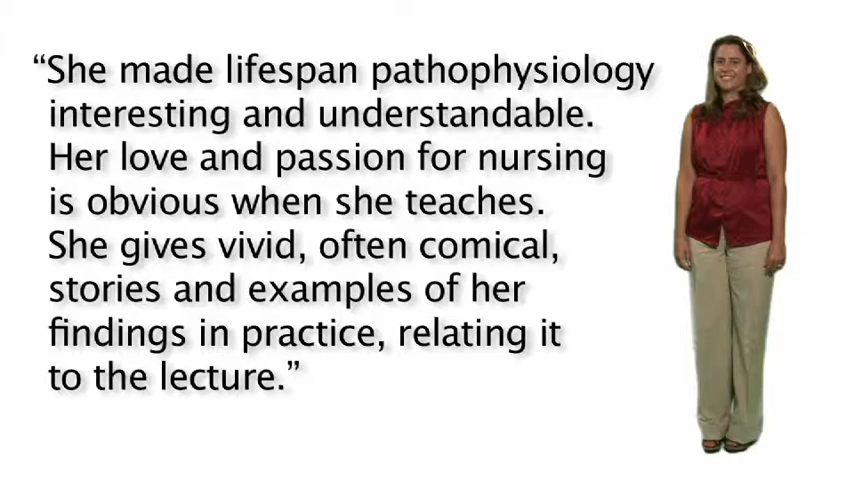 “She made lifespan pathophysiology
interesting and understandable.
Her love and passion for nursing
is obvious when she teaches.
She gives vivid, often comical,
stories and examples of her
findings in practice, relating it
to the lecture.”